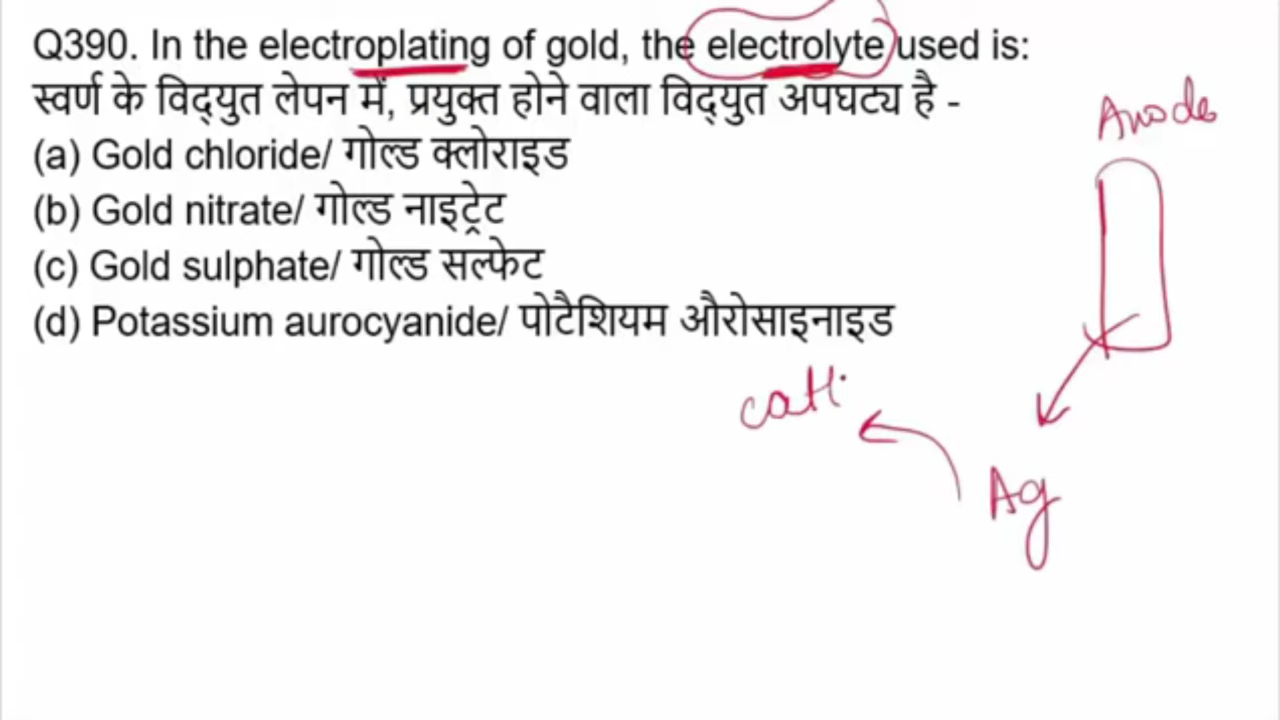 Q390. In the electroplating of gold, the electrolyte used is:
स्वर्ण के विद्युत लेपन में, प्रयुक्त होने वाला विद्युत अपघट्य है -
(a) Gold chloride/ गोल्ड क्लोराइड
(b) Gold nitrate/ गोल्ड नाइट्रेट
(c) Gold sulphate/ गोल्ड सल्फेट
(d) Potassium aurocyanide/ पोटैशियम औरोसाइनाइड
Anode
catH.
Ag